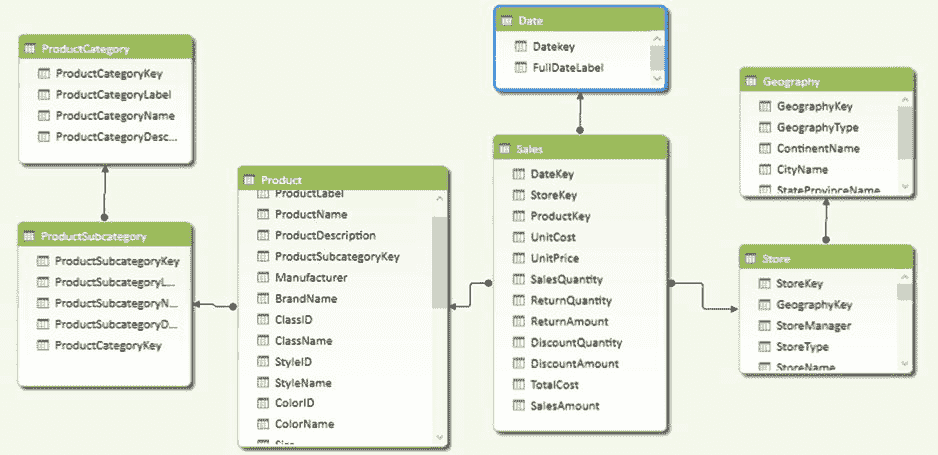 ProductCategory
ProductCategoryKey
ProductCategoryLabel
ProductCategoryName
ProductCategoryDesc...
ProductSubcategory
ProductSubcategoryKey
ProductSubcategoryL...
ProductSubcategoryN...
ProductSubcategoryD...
ProductCategoryKey
Product
ProductLabel
ProductName
ProductDescription
ProductSubcategoryKey
Manufacturer
BrandName
ClassID
ClassName
StyleID
StyleName
ColorID
ColorName
Size
Date
Datekey
FullDateLabel
Sales
DateKey
StoreKey
ProductKey
UnitCost
UnitPrice
SalesQuantity
ReturnQuantity
ReturnAmount
DiscountQuantity
DiscountAmount
TotalCost
SalesAmount
Geography
GeographyKey
GeographyType
ContinentName
CityName
StateProvinceName
Store
StoreKey
GeographyKey
StoreManager
StoreType
StoreName